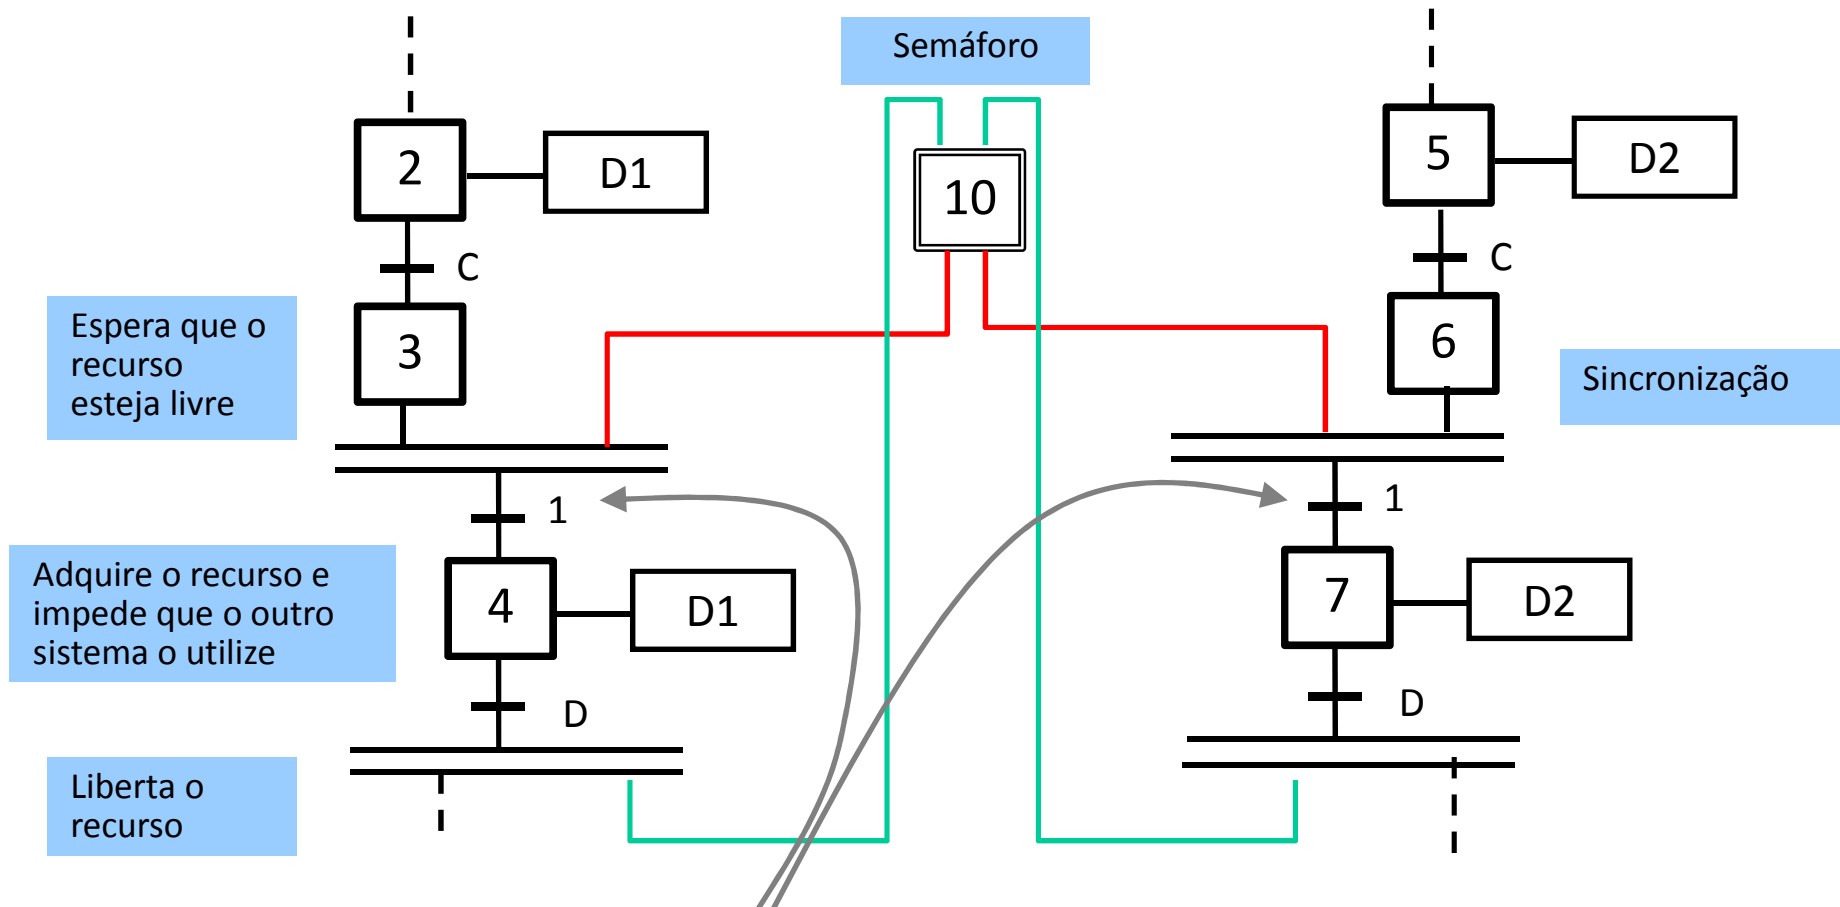 Semáforo
2
D1
10
5
D2
C
C
Espera que o
recurso
esteja livre
3
6
Sincronização
1
1
Adquire o recurso e
impede que o outro
sistema o utilize
4
D1
7
D2
D
D
Liberta o
recurso